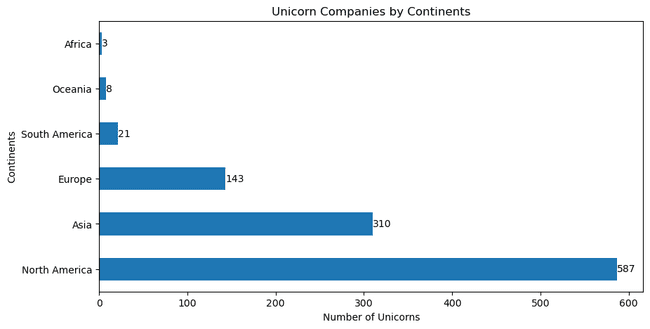 Unicorn Companies by Continents
Continents
Africa 3
Oceania 8
South America 21
Europe 143
Asia 310
North America 587
0 100 200 300 400 500 600
Number of Unicorns